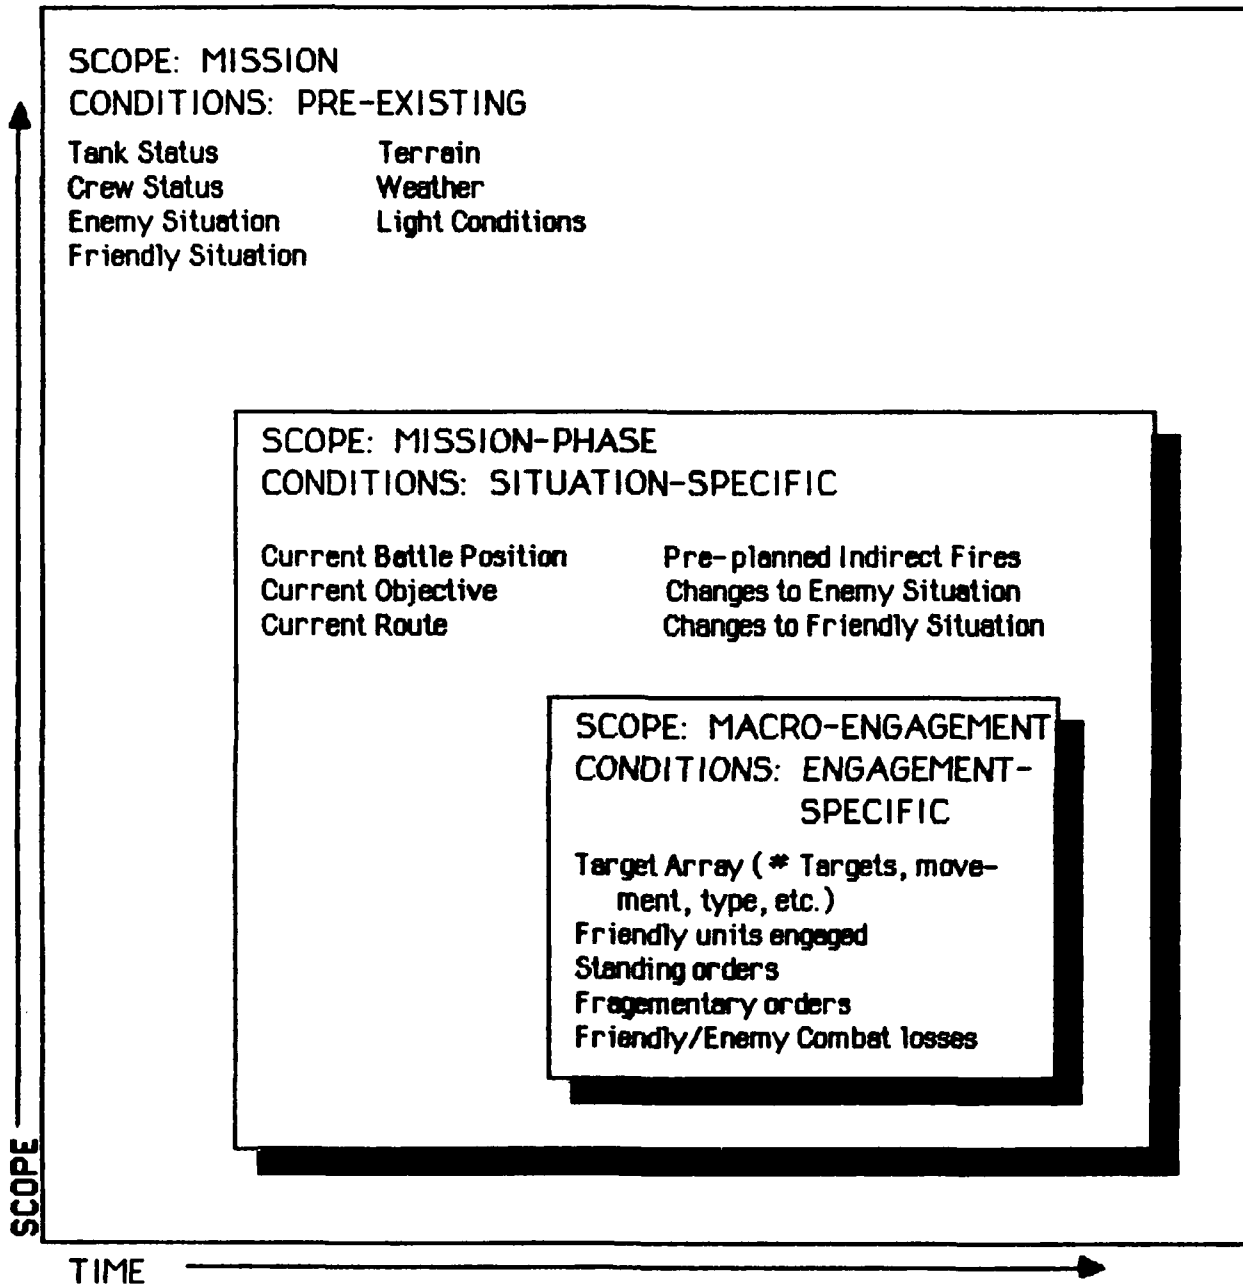 SCOPE: MISSION
CONDITIONS: PRE-EXISTING
Tank Status
Crew Status
Enemy Situation
Friendly Situation
Terrain
Weather
Light Conditions
SCOPE: MISSION-PHASE
CONDITIONS: SITUATION-SPECIFIC
Current Battle Position
Current Objective
Current Route
Pre-planned Indirect Fires
Changes to Enemy Situation
Changes to Friendly Situation
SCOPE: MACRO-ENGAGEMENT
CONDITIONS: ENGAGEMENT-
SPECIFIC
Target Array (# Targets, move-
ment, type, etc.)
Friendly units engaged
Standing orders
Fragementary orders
Friendly/Enemy Combat losses
SCOPE
TIME